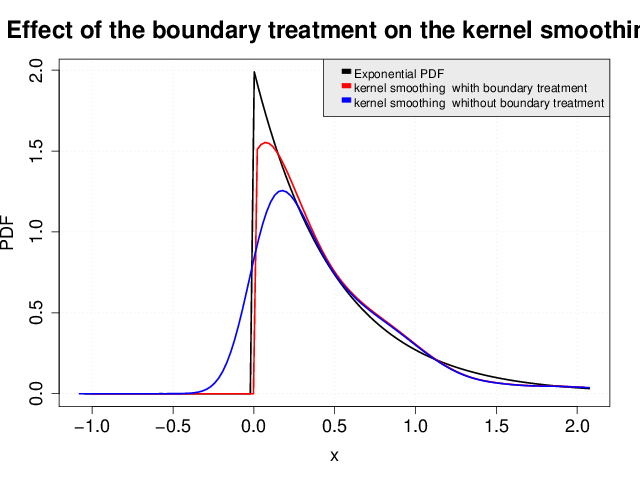 Effect of the boundary treatment on the kernel smoothin
Exponential PDF
kernel smoothing  whith boundary treatment
kernel smoothing  whithout boundary treatment
PDF
2.0
1.5
1.0
0.5
0.0
−1.0 −0.5 0.0 0.5 1.0 1.5 2.0
x